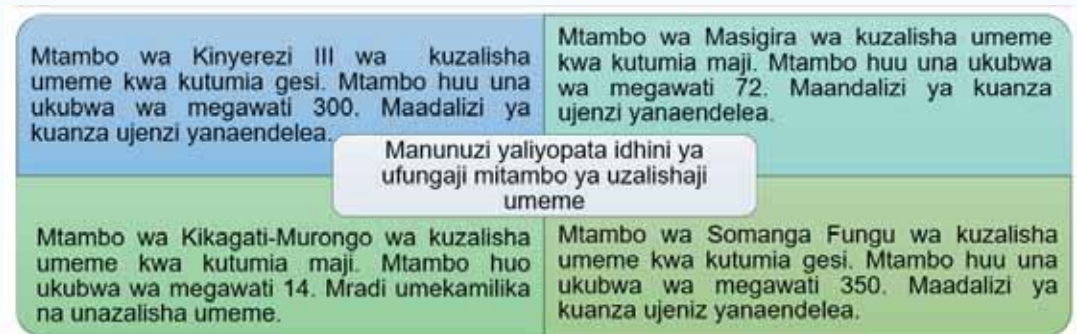 Mtambo wa Kinyerezi III wa kuzalisha
umeme kwa kutumia gesi. Mtambo huu una
ukubwa wa megawati 300. Maadalizi ya
kuanza ujenzi yanaendelea.
Mtambo wa Masigira wa kuzalisha umeme
kwa kutumia maji. Mtambo huu una ukubwa
wa megawati 72. Maandalizi ya kuanza
ujenzi yanaendelea.
Manunuzi yaliyopata idhini ya
ufungaji mitambo ya uzalishaji
umeme
Mtambo wa Kikagati-Murongo wa kuzalisha
umeme kwa kutumia maji. Mtambo huo
ukubwa wa megawati 14. Mradi umekamilika
na unazalisha umeme.
Mtambo wa Somanga Fungu wa kuzalisha
umeme kwa kutumia gesi. Mtambo huu una
ukubwa wa megawati 350. Maadalizi ya
kuanza ujeniz yanaendelea.